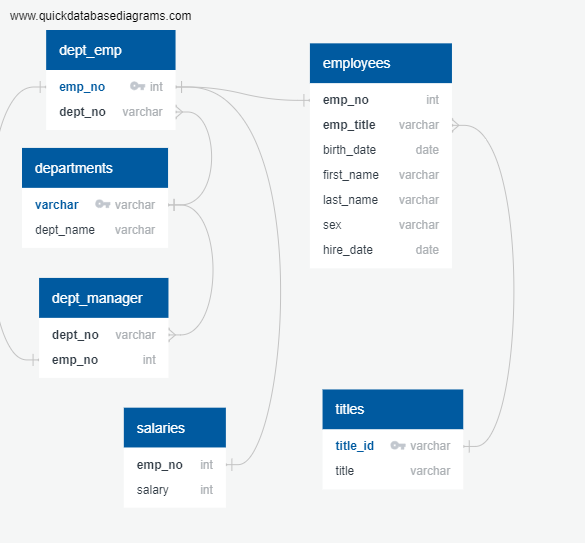 www.quickdatabasediagrams.com
dept_emp
emp_no int
dept_no varchar
employees
emp_no int
emp_title varchar
birth_date date
first_name varchar
last_name varchar
sex varchar
hire_date date
departments
varchar varchar
dept_name varchar
dept_manager
dept_no varchar
emp_no int
salaries
emp_no int
salary int
titles
title_id varchar
title varchar